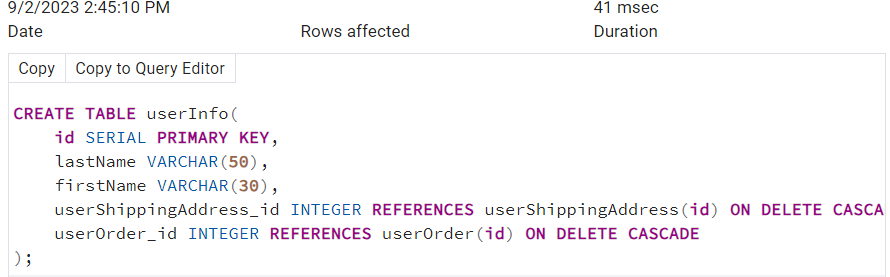 9/2/2023 2:45:10 PM 41 msec
Date Rows affected Duration
Copy Copy to Query Editor
CREATE TABLE userInfo(
    id SERIAL PRIMARY KEY,
    lastName VARCHAR(50),
    firstName VARCHAR(30),
    userShippingAddress_id INTEGER REFERENCES userShippingAddress(id) ON DELETE CASCA
    userOrder_id INTEGER REFERENCES userOrder(id) ON DELETE CASCADE
);